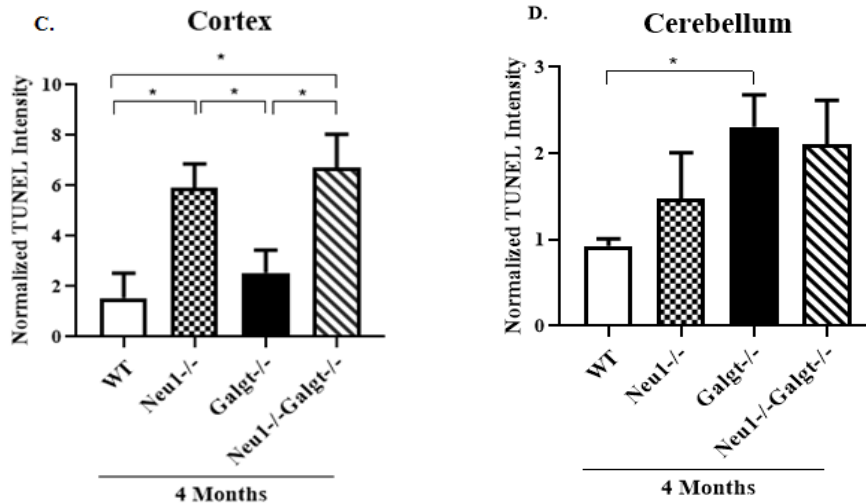 C.
Cortex
*
* * *
Normalized TUNEL Intensity
10
8
6
4
2
0
WT
Neu1-/-
Galgt-/-
Neu1-/-Galgt-/-
4 Months
D.
Cerebellum
*
Normalized TUNEL Intensity
3
2
1
0
WT
Neu1-/-
Galgt-/-
Neu1-/-Galgt-/-
4 Months